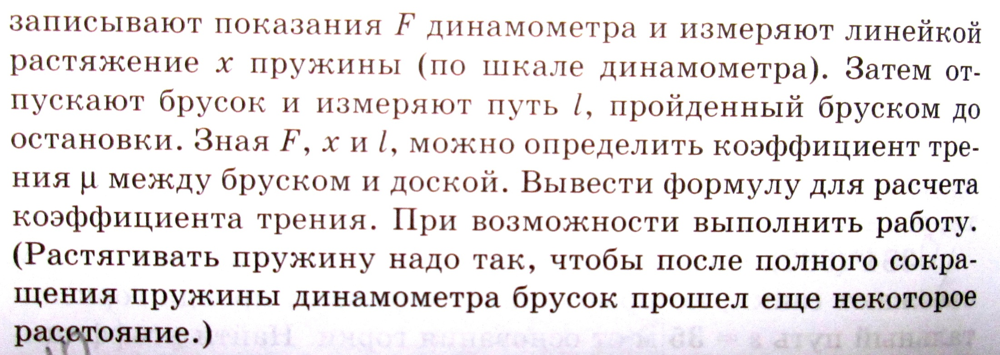 записывают показания F динамометра и измеряют линейкой
растяжение x пружины (по шкале динамометра). Затем от-
пускают брусок и измеряют путь l, пройденный бруском до
остановки. Зная F, x и l, можно определить коэффициент тре-
ния μ между бруском и доской. Вывести формулу для расчета
коэффициента трения. При возможности выполнить работу.
(Растягивать пружину надо так, чтобы после полного сокра-
щения пружины динамометра брусок прошел еще некоторое
расстояние.)